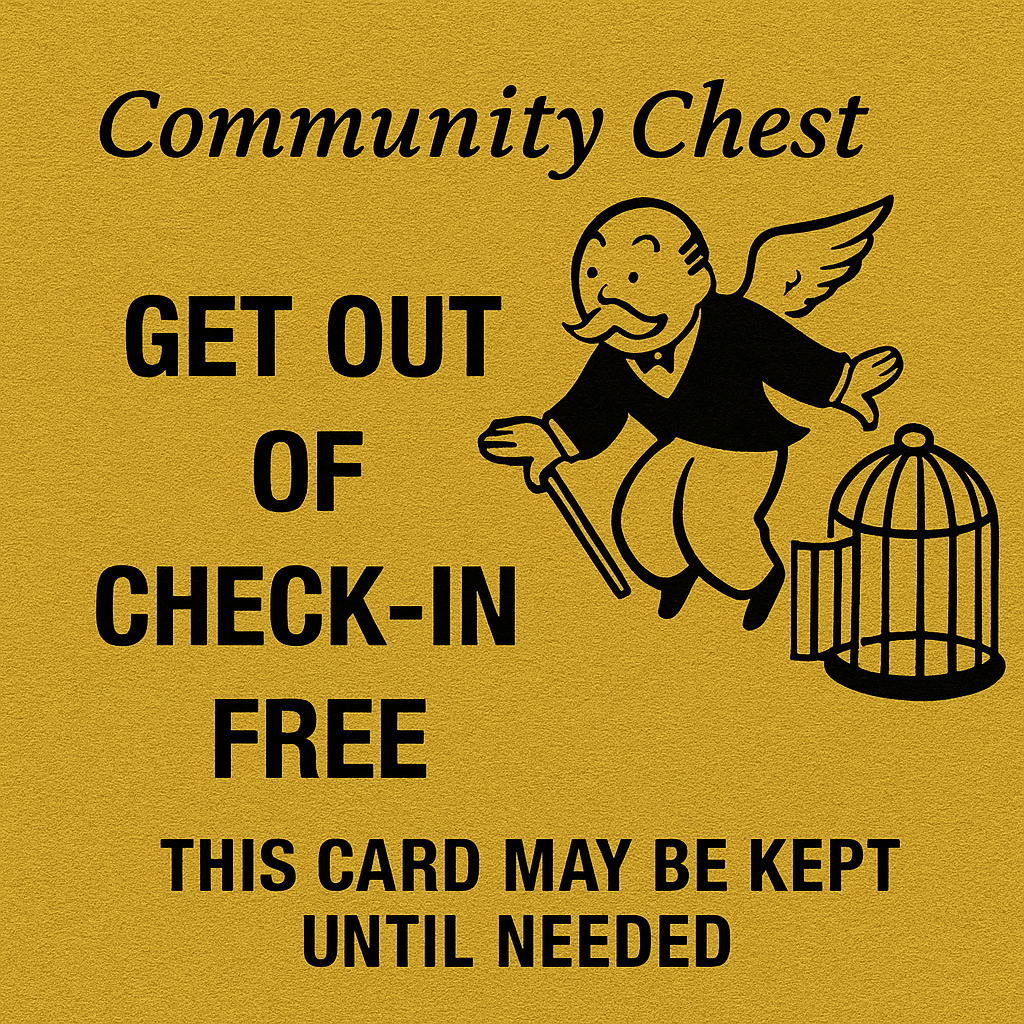 Community Chest
GET OUT
OF
CHECK-IN
FREE
THIS CARD MAY BE KEPT
UNTIL NEEDED